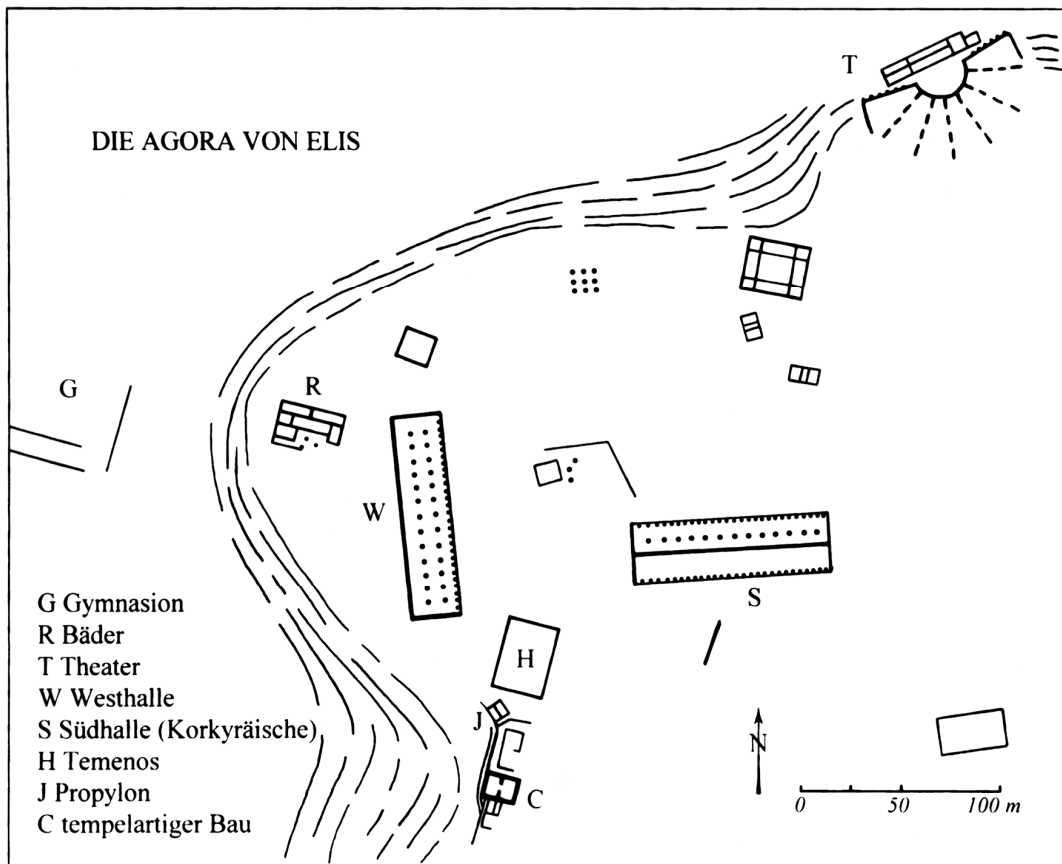 T
DIE AGORA VON ELIS
G
R
W
S
H
J
C
N
G Gymnasion
R Bäder
T Theater
W Westhalle
S Südhalle (Korkyräische)
H Temenos
J Propylon
C tempelartiger Bau
0 50 100 m